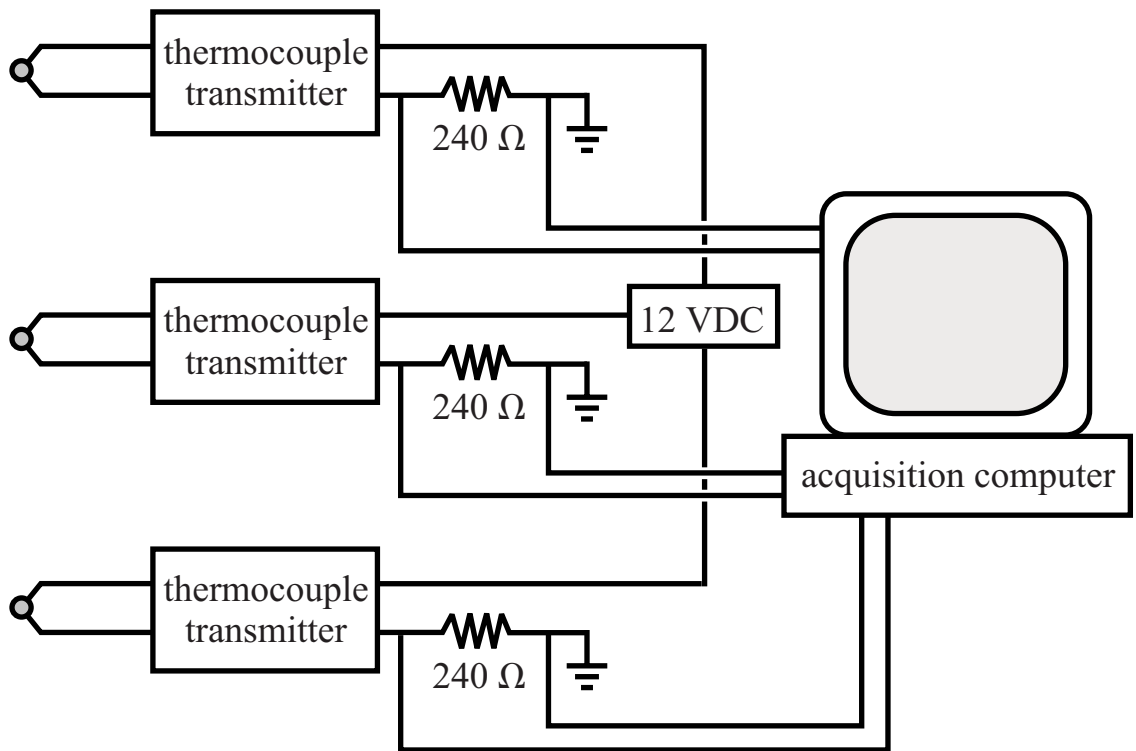 thermocouple
transmitter
240 Ω
thermocouple
transmitter
12 VDC
240 Ω
acquisition computer
thermocouple
transmitter
240 Ω